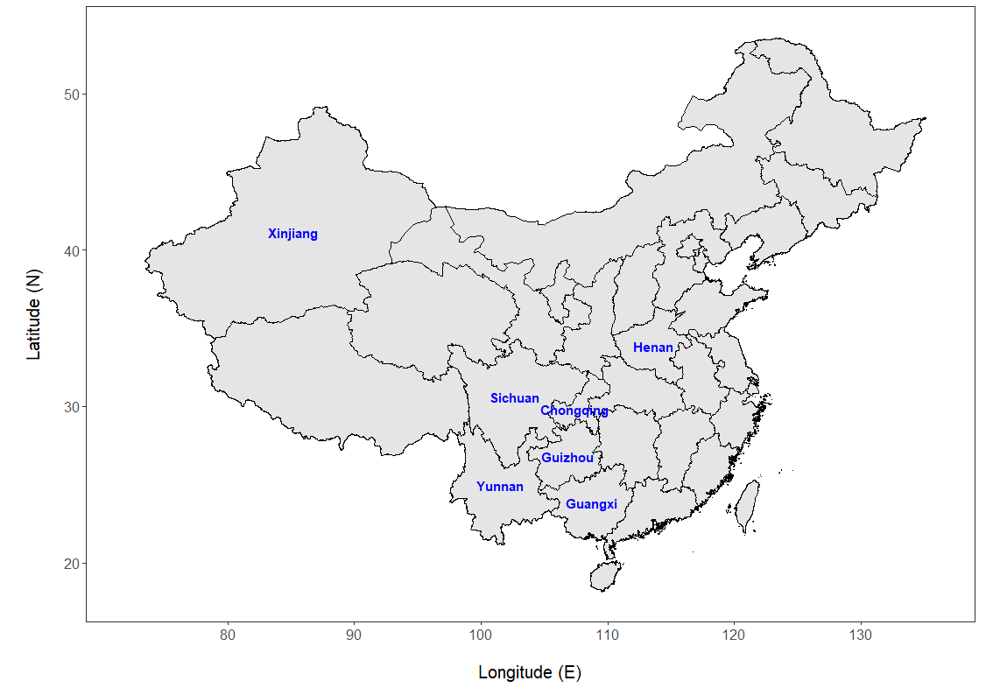 50
Xinjiang
40
Latitude (N)
Henan
Sichuan
30
Chongqing
Guizhou
Yunnan
Guangxi
20
80 90 100 110 120 130
Longitude (E)